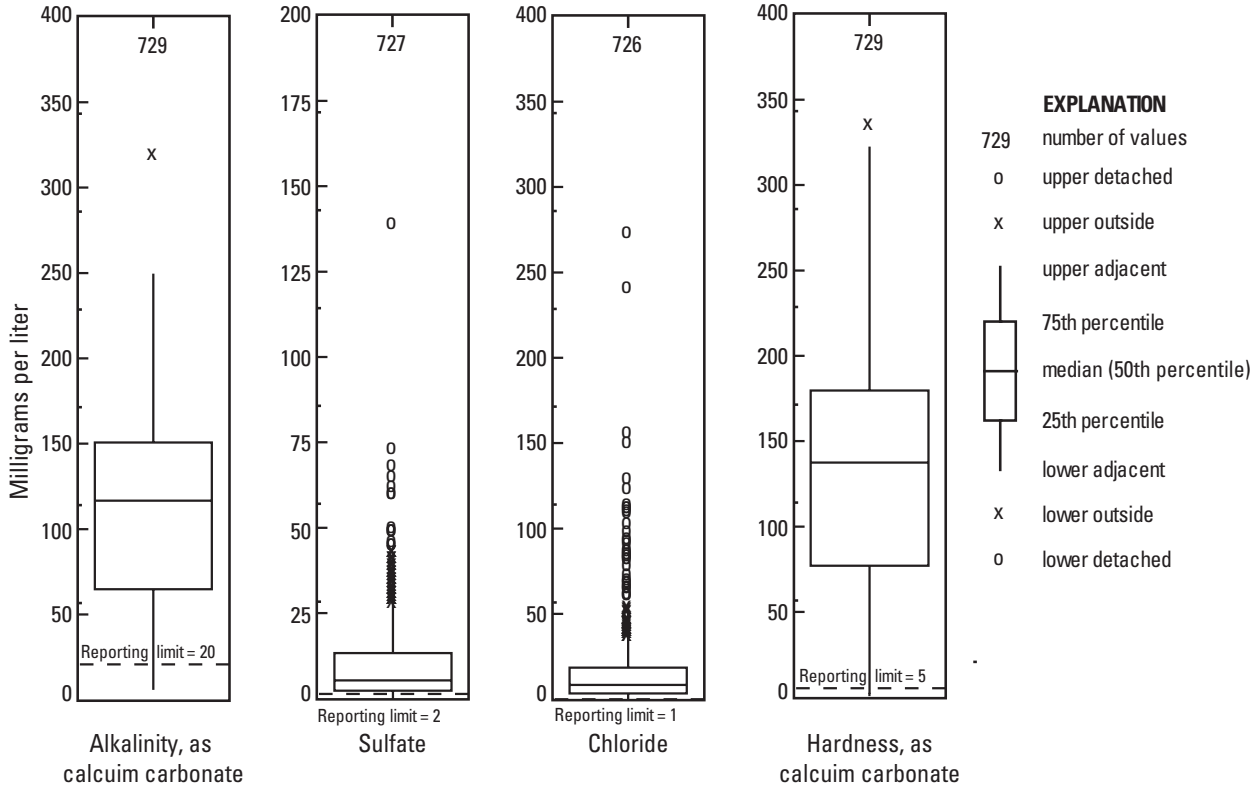 Milligrams per liter
400
350
300
250
200
150
100
50
0
729
x
Reporting limit = 20
Alkalinity, as
calcuim carbonate
200
175
150
125
100
75
50
25
0
727
Reporting limit = 2
Sulfate
400
350
300
250
200
150
100
50
0
726
Reporting limit = 1
Chloride
400
350
300
250
200
150
100
50
0
729
x
Reporting limit = 5
Hardness, as
calcuim carbonate
EXPLANATION
729 number of values
o upper detached
x upper outside
upper adjacent
75th percentile
median (50th percentile)
25th percentile
lower adjacent
x lower outside
o lower detached